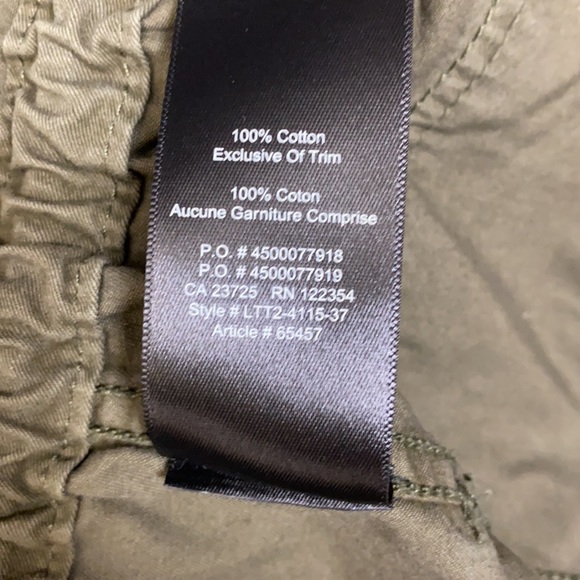 100% Cotton
Exclusive Of Trim
100% Coton
Aucune Garniture Comprise
P.O. # 4500077918
P.O. # 4500077919
CA 23725 RN 122354
Style # LTT2-4115-37
Article # 65457